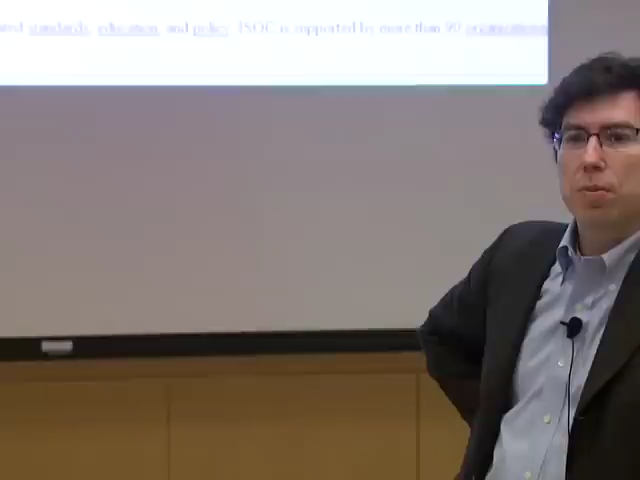 standards, education, and policy. ISOC is supported by more than 90 organizations